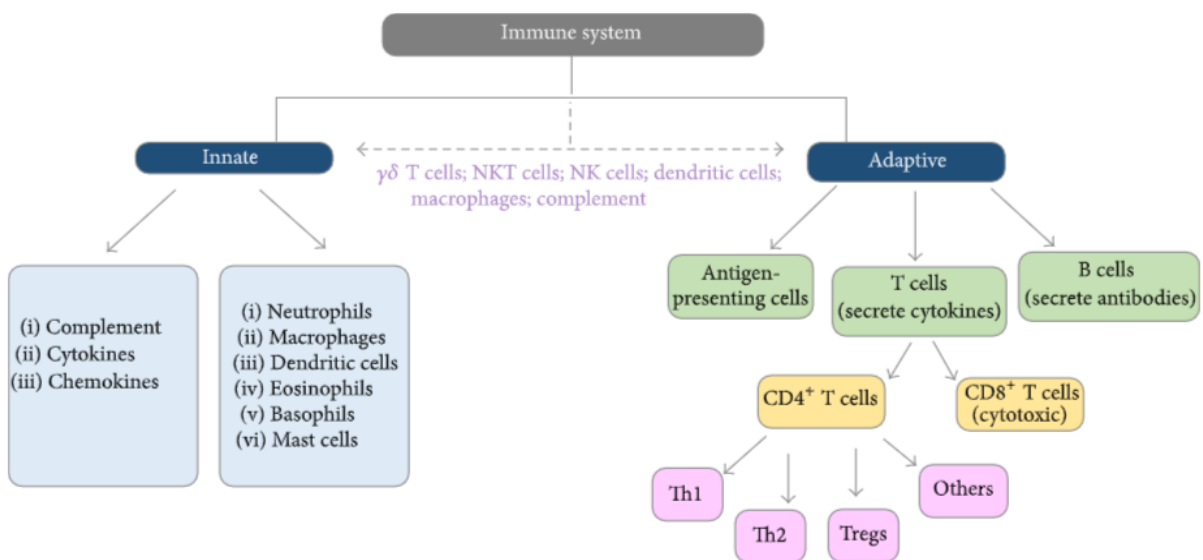 Immune system
Innate
Adaptive
γδ T cells; NKT cells; NK cells; dendritic cells;
macrophages; complement
(i) Complement
(ii) Cytokines
(iii) Chemokines
(i) Neutrophils
(ii) Macrophages
(iii) Dendritic cells
(iv) Eosinophils
(v) Basophils
(vi) Mast cells
Antigen-
presenting cells
T cells
(secrete cytokines)
B cells
(secrete antibodies)
CD4⁺ T cells
CD8⁺ T cells
(cytotoxic)
Th1
Th2
Tregs
Others